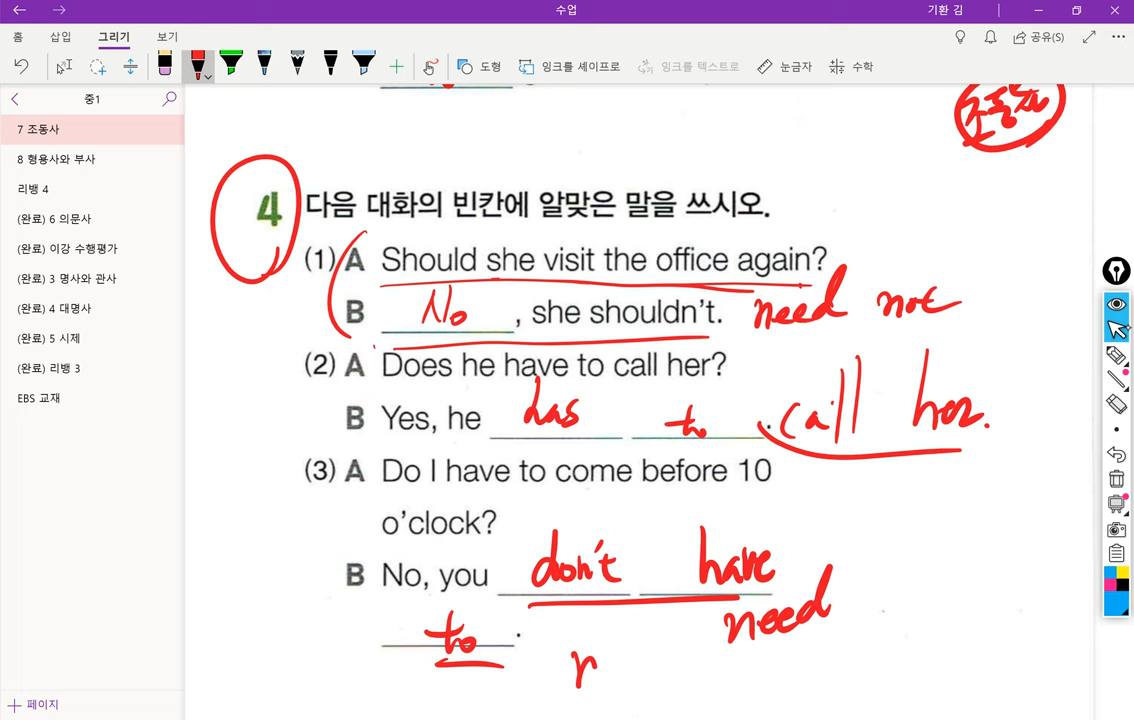 수업
기환 김
홈 삽입 그리기 보기
공유(S)
도형 잉크를 셰이프로 잉크를 텍스트로 눈금자 수학
중1
7 조동사
8 형용사와 부사
리뱅 4
(완료) 6 의문사
(완료) 이강 수행평가
(완료) 3 명사와 관사
(완료) 4 대명사
(완료) 5 시제
(완료) 리뱅 3
EBS 교재
페이지
조동사
4 다음 대화의 빈칸에 알맞은 말을 쓰시오.
(1) A Should she visit the office again?
B No, she shouldn't. need not
(2) A Does he have to call her?
B Yes, he has to. call her.
(3) A Do I have to come before 10
o'clock?
B No, you don't have
to. need